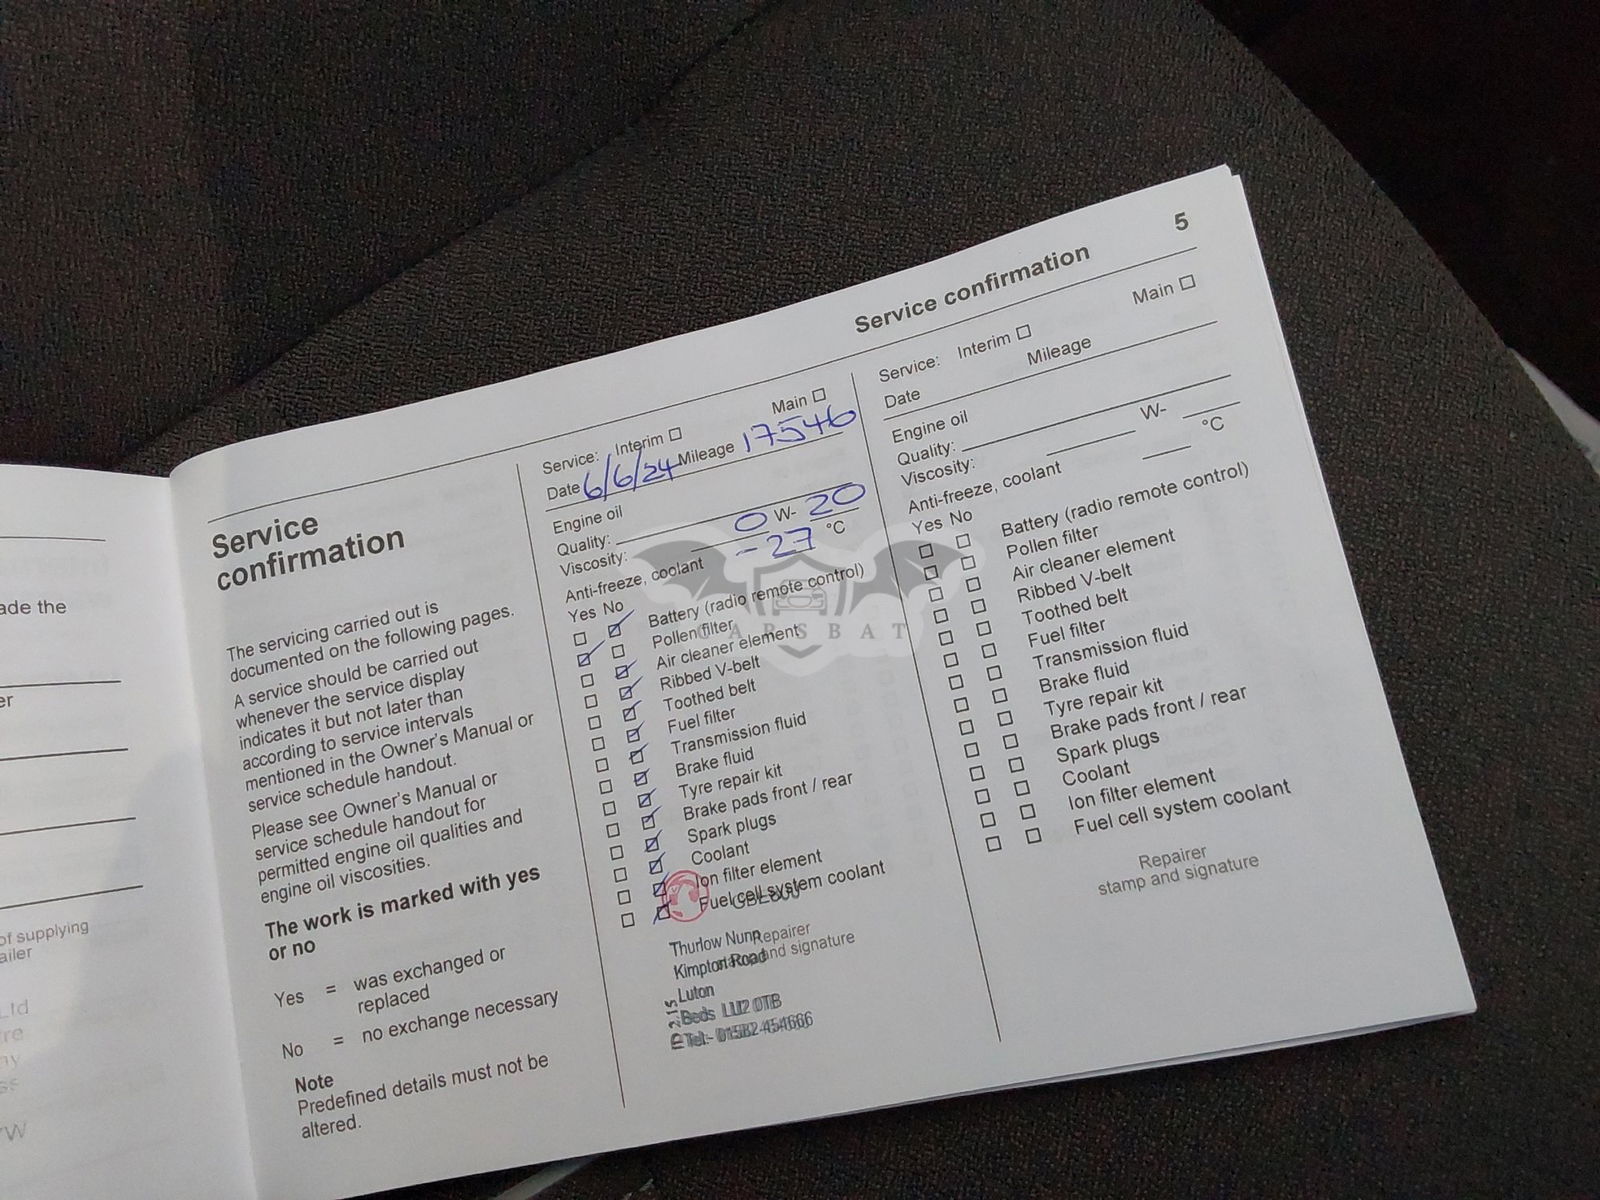 ade the
er
of supplying
ailer
Ltd
5
Service confirmation
Service
confirmation
The servicing carried out is
documented on the following pages.
A service should be carried out
whenever the service display
indicates it but not later than
according to service intervals
mentioned in the Owner's Manual or
service schedule handout.
Please see Owner's Manual or
service schedule handout for
permitted engine oil qualities and
engine oil viscosities.
The work is marked with yes
or no
Yes = was exchanged or
replaced
No = no exchange necessary
Note
Predefined details must not be
altered.
Service: Interim Main
Date 6/6/24 Mileage 17546
Engine oil
Quality:
Viscosity: 0 W- 20
Anti-freeze, coolant -27 °C
Yes No
Battery (radio remote control)
Pollen filter
Air cleaner element
Ribbed V-belt
Toothed belt
Fuel filter
Transmission fluid
Brake fluid
Tyre repair kit
Brake pads front / rear
Spark plugs
Coolant
Ion filter element
Fuel cell system coolant
Repairer
stamp and signature
Thurlow Nunn
Kimpton Road
Luton
Beds LU2 0TB
Tel:- 01582 454666
CARSBAT
Service: Interim Main
Date Mileage
Engine oil
Quality:
Viscosity: W-
Anti-freeze, coolant °C
Yes No
Battery (radio remote control)
Pollen filter
Air cleaner element
Ribbed V-belt
Toothed belt
Fuel filter
Transmission fluid
Brake fluid
Tyre repair kit
Brake pads front / rear
Spark plugs
Coolant
Ion filter element
Fuel cell system coolant
Repairer
stamp and signature